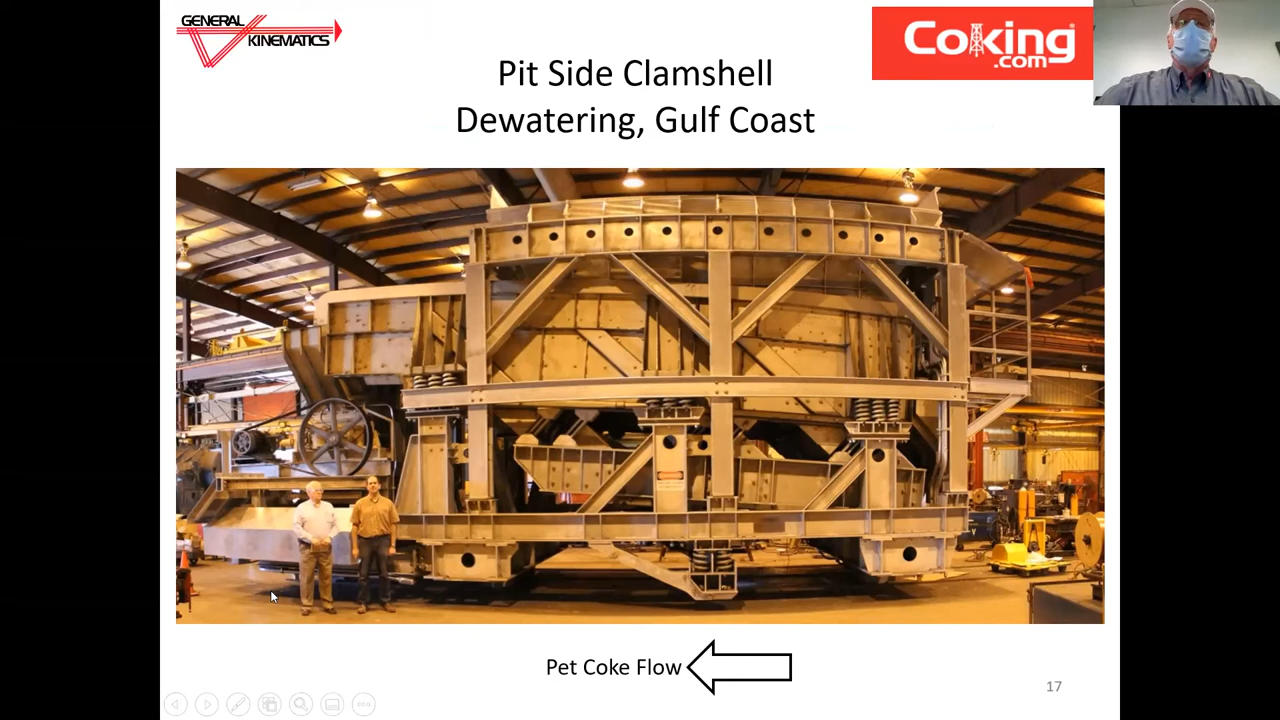 GENERAL
KINEMATICS
Coking
.com
Pit Side Clamshell
Dewatering, Gulf Coast
Pet Coke Flow
17